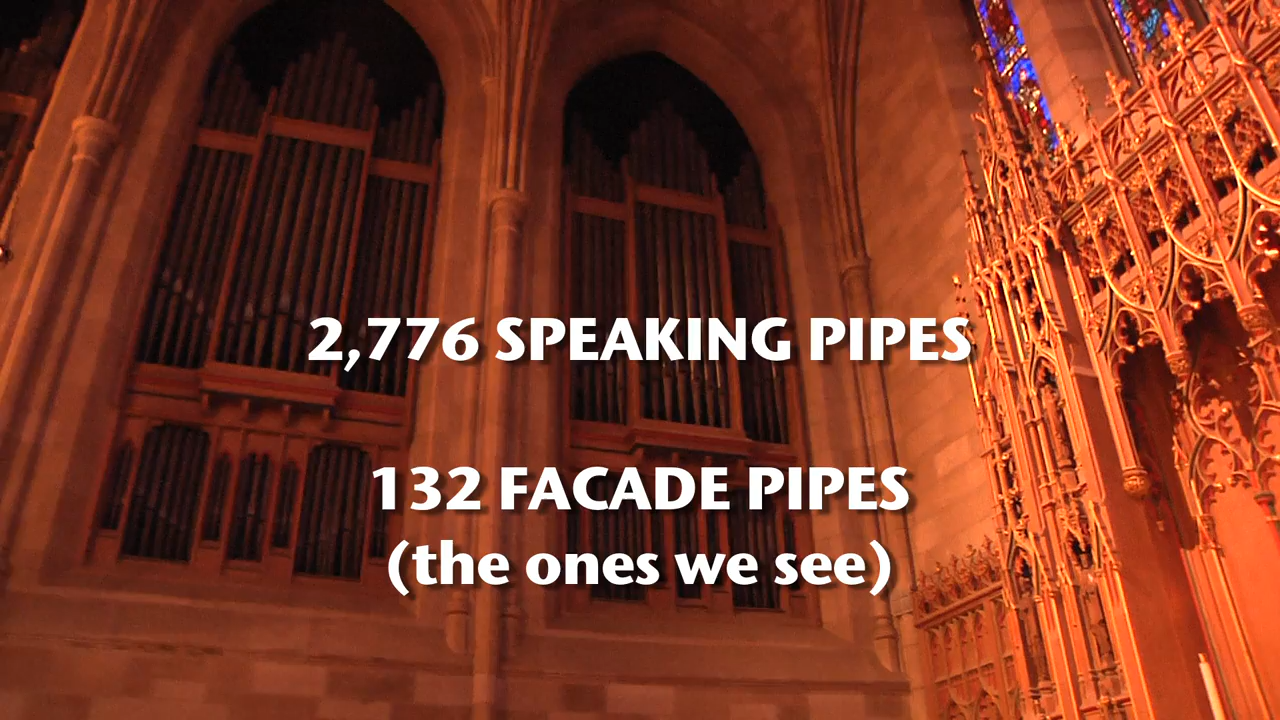 2,776 SPEAKING PIPES
132 FACADE PIPES
(the ones we see)